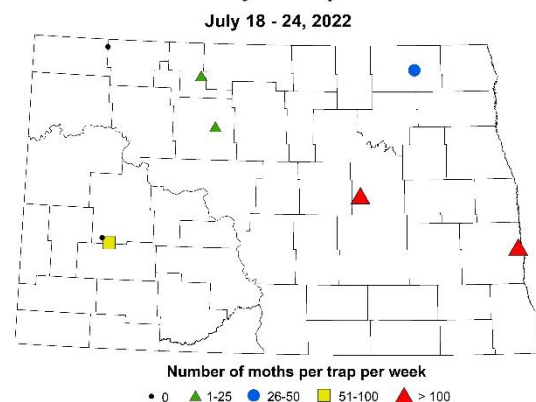 July 18 - 24, 2022
Number of moths per trap per week
0 1-25 26-50 51-100 > 100